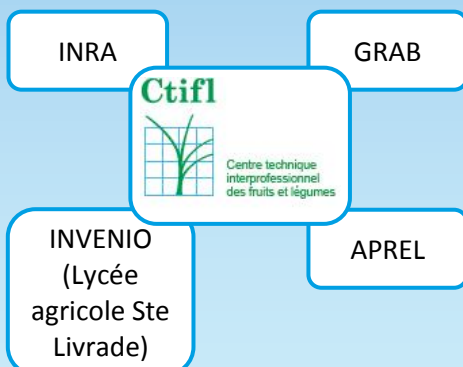 INRA
GRAB
Ctifl
Centre technique
interprofessionnel
des fruits et légumes
INVENIO
(Lycée
agricole Ste
Livrade)
APREL